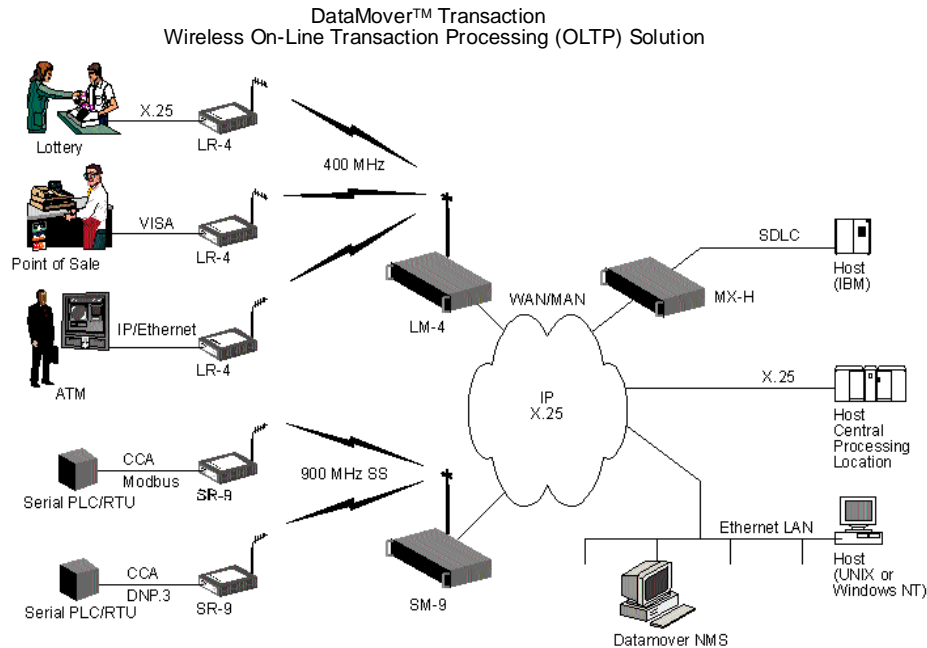 DataMover™ Transaction
Wireless On-Line Transaction Processing (OLTP) Solution
X.25
Lottery
LR-4
400 MHz
VISA
Point of Sale
LR-4
SDLC
Host
(IBM)
MX-H
WAN/MAN
LM-4
IP/Ethernet
ATM
LR-4
X.25
IP
X.25
Host
Central
Processing
Location
CCA
Modbus
Serial PLC/RTU
SR-9
900 MHz SS
Ethernet LAN
Host
(UNIX or
Windows NT)
CCA
DNP.3
Serial PLC/RTU
SR-9
SM-9
Datamover NMS